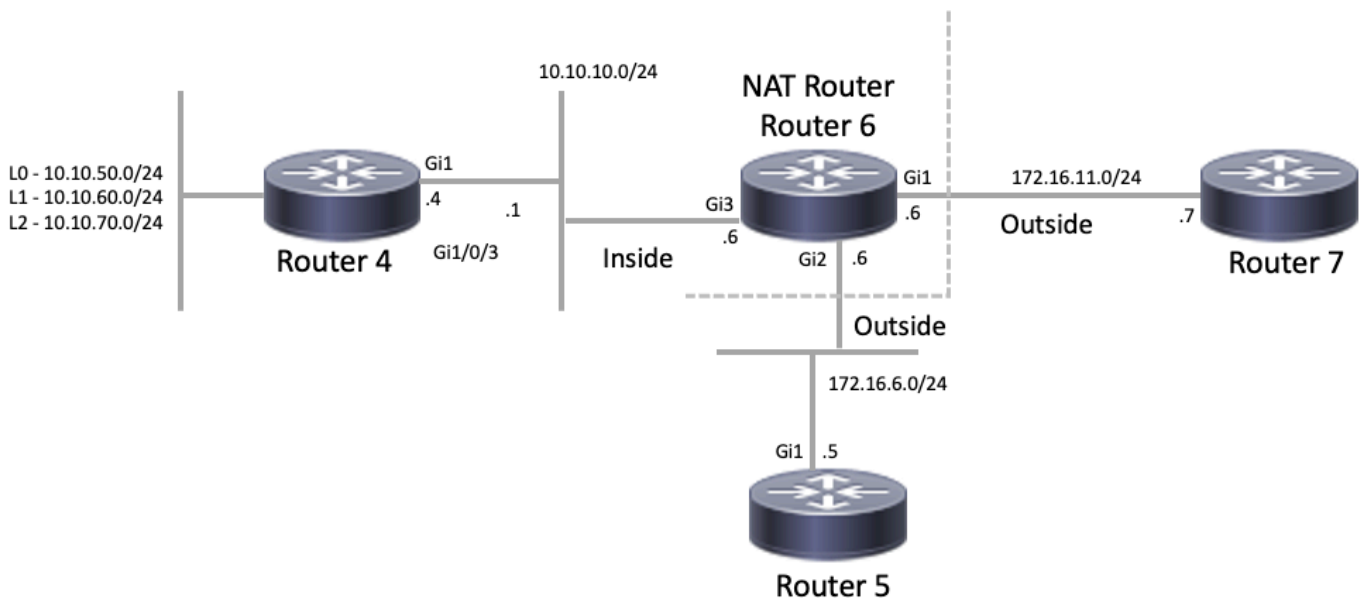 10.10.10.0/24
NAT Router
Router 6
L0 - 10.10.50.0/24
L1 - 10.10.60.0/24
L2 - 10.10.70.0/24
Gi1
.4
.1
Gi1/0/3
Router 4
Gi3
.6
Inside
Gi1
.6
172.16.11.0/24
Outside
.7
Router 7
Gi2
.6
Outside
172.16.6.0/24
Gi1
.5
Router 5